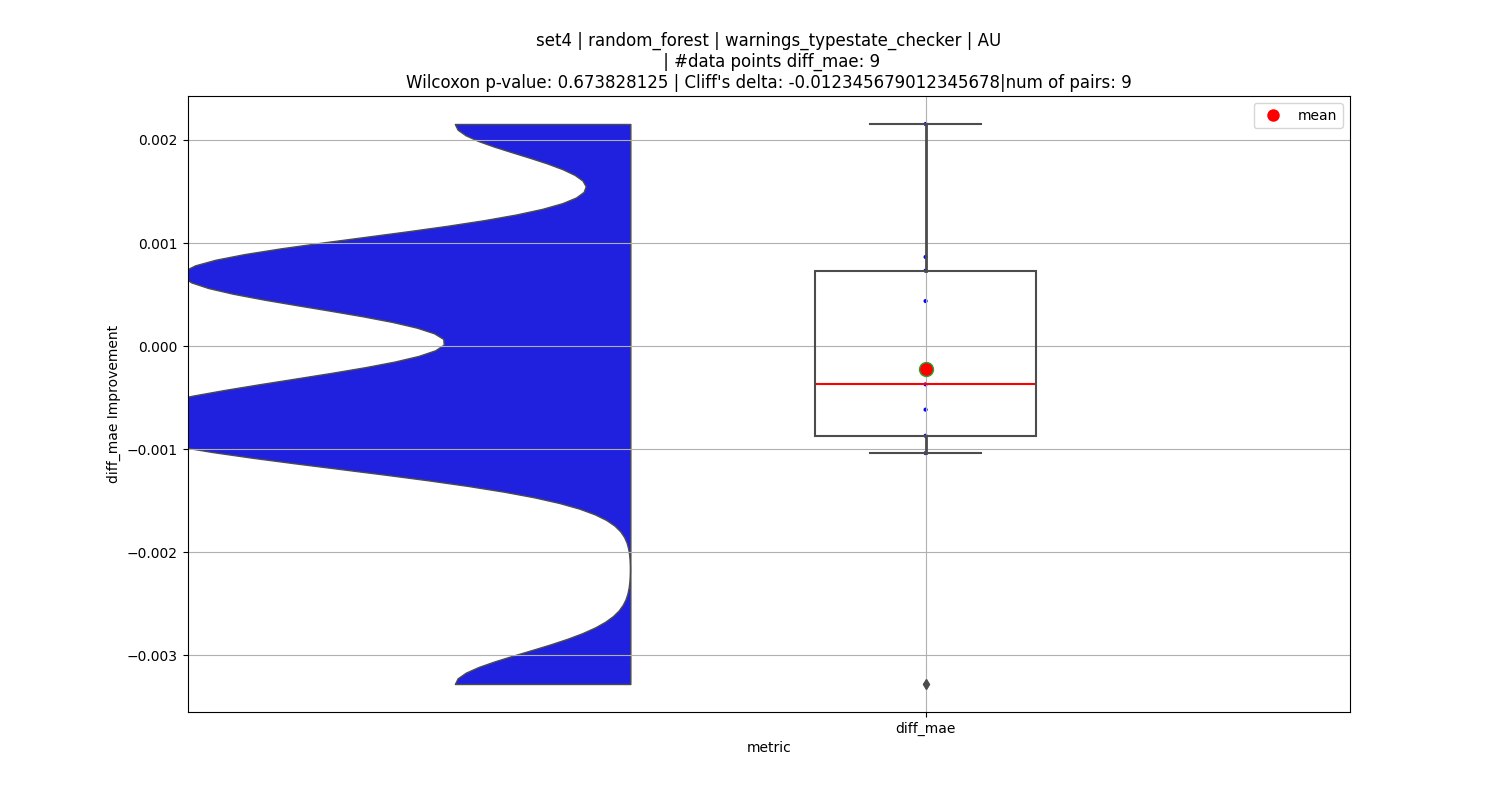 set4 | random_forest | warnings_typestate_checker | AU
| #data points diff_mae: 9
Wilcoxon p-value: 0.673828125 | Cliff's delta: -0.012345679012345678|num of pairs: 9
mean
0.002
0.001
0.000
−0.001
−0.002
−0.003
diff_mae Improvement
diff_mae
metric